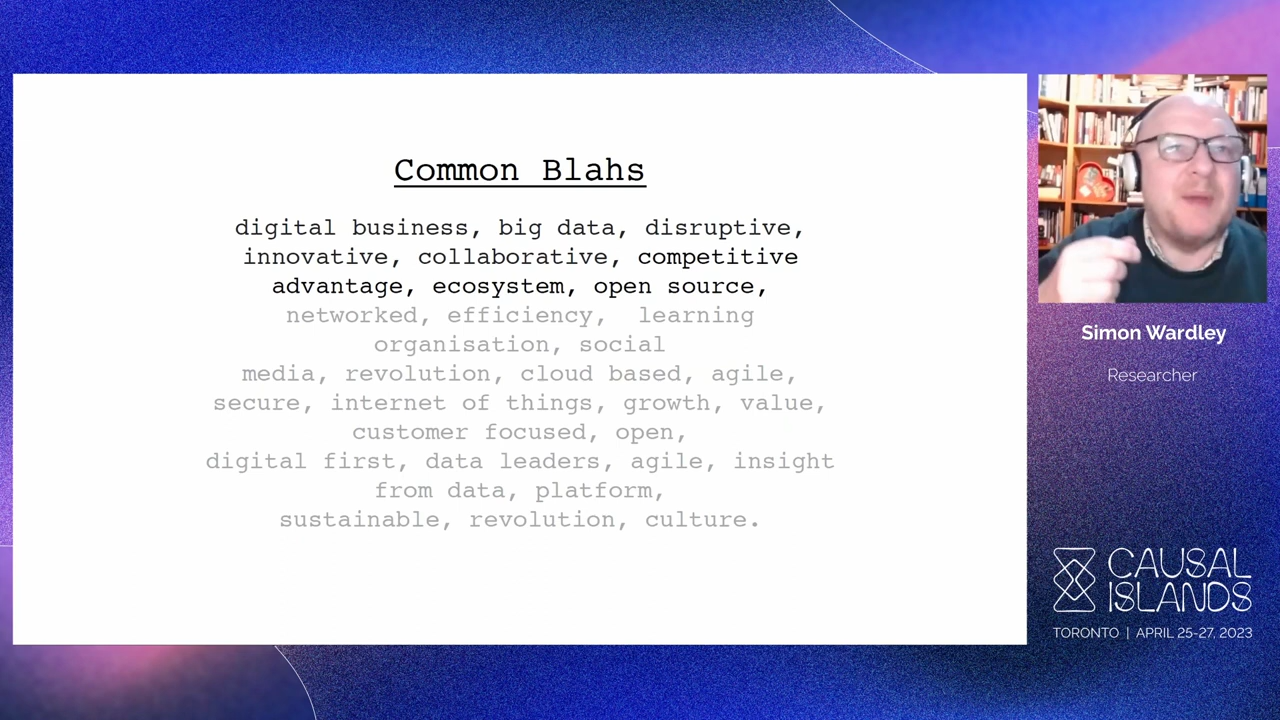 Common Blahs
digital business, big data, disruptive,
innovative, collaborative, competitive
advantage, ecosystem, open source,
networked, efficiency, learning
organisation, social
media, revolution, cloud based, agile,
secure, internet of things, growth, value,
customer focused, open,
digital first, data leaders, agile, insight
from data, platform,
sustainable, revolution, culture.
Simon Wardley
Researcher
CAUSAL
ISLANDS
TORONTO | APRIL 25-27, 2023